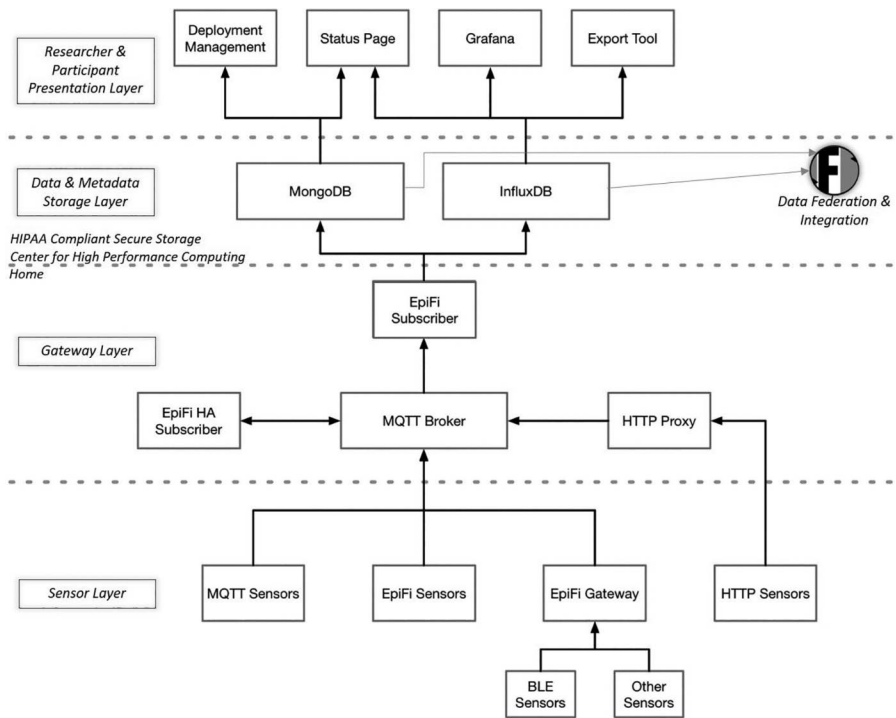 Researcher &
Participant
Presentation Layer
Deployment
Management
Status Page
Grafana
Export Tool
Data & Metadata
Storage Layer
MongoDB
InfluxDB
F
Data Federation &
Integration
HIPAA Compliant Secure Storage
Center for High Performance Computing
Home
EpiFi
Subscriber
Gateway Layer
EpiFi HA
Subscriber
MQTT Broker
HTTP Proxy
Sensor Layer
MQTT Sensors
EpiFi Sensors
EpiFi Gateway
HTTP Sensors
BLE
Sensors
Other
Sensors